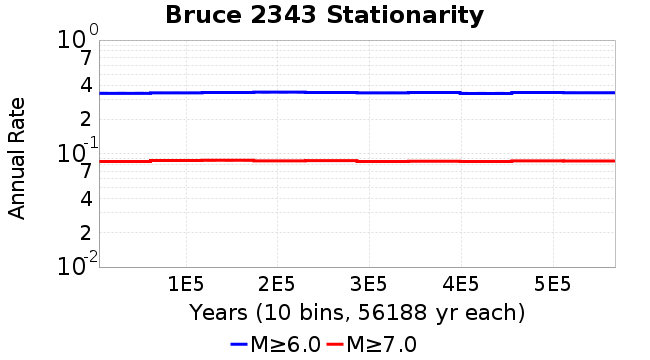 Bruce 2343 Stationarity
10^0
7
4
2
10^-1
7
4
2
10^-2
Annual Rate
1E5 2E5 3E5 4E5 5E5
Years (10 bins, 56188 yr each)
M≥6.0 M≥7.0